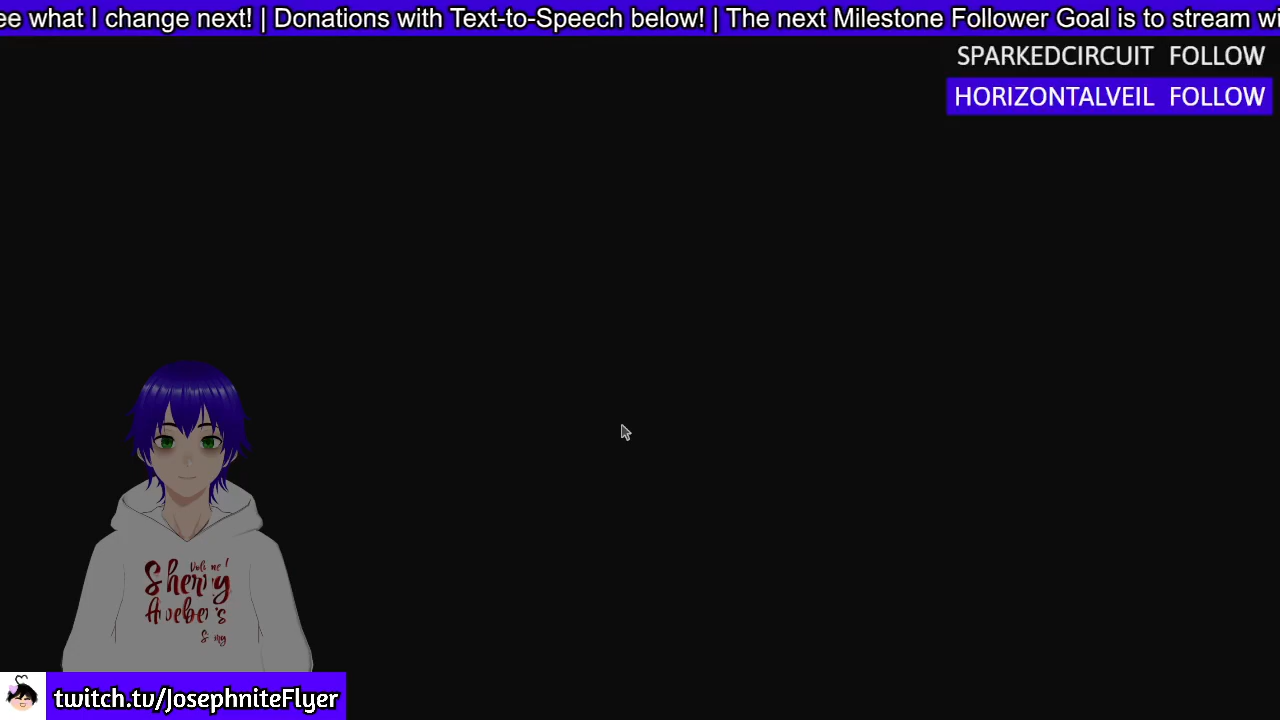 ee what I change next! | Donations with Text-to-Speech below! | The next Milestone Follower Goal is to stream wi
SPARKEDCIRCUIT FOLLOW
HORIZONTALVEIL FOLLOW
Sherry
twitch.tv/JosephniteFlyer